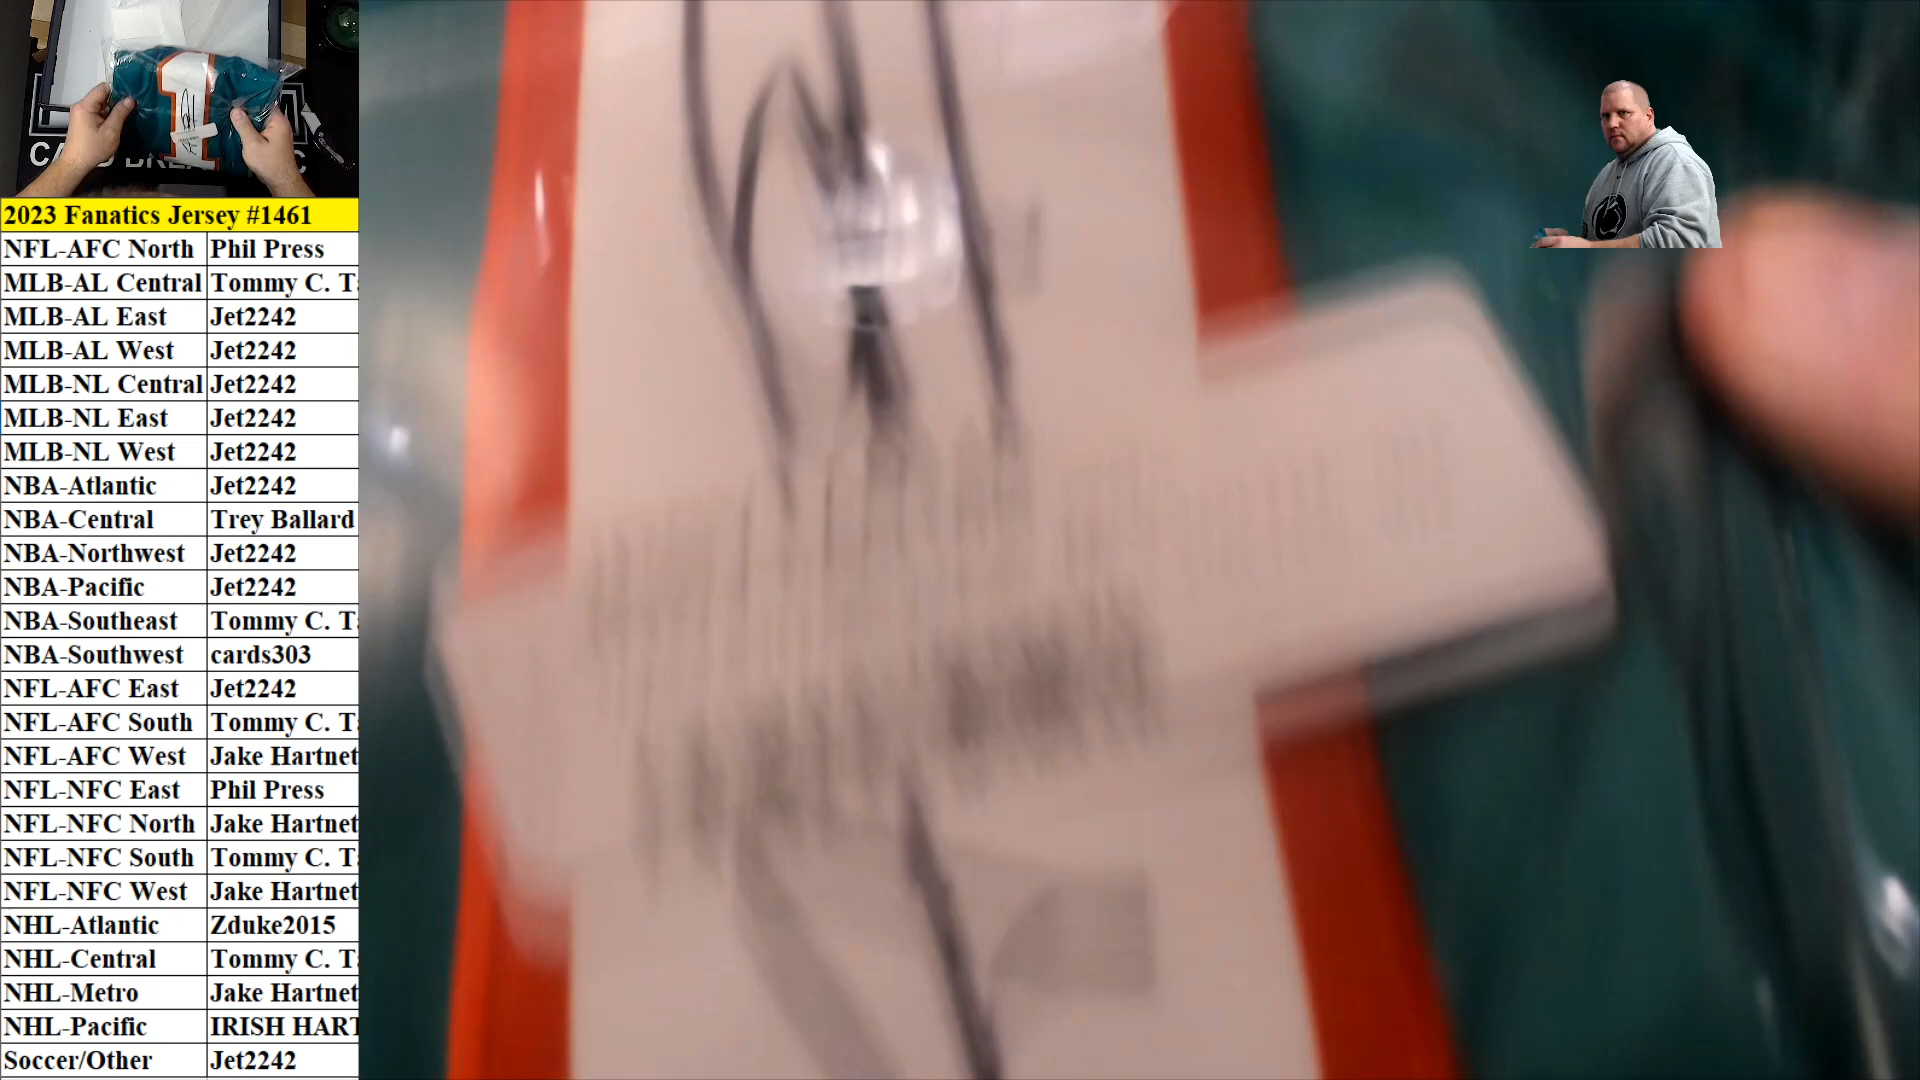 2023 Fanatics Jersey #1461
NFL-AFC North Phil Press
MLB-AL Central Tommy C. T
MLB-AL East Jet2242
MLB-AL West Jet2242
MLB-NL Central Jet2242
MLB-NL East Jet2242
MLB-NL West Jet2242
NBA-Atlantic Jet2242
NBA-Central Trey Ballard
NBA-Northwest Jet2242
NBA-Pacific Jet2242
NBA-Southeast Tommy C. T
NBA-Southwest cards303
NFL-AFC East Jet2242
NFL-AFC South Tommy C. T
NFL-AFC West Jake Hartnet
NFL-NFC East Phil Press
NFL-NFC North Jake Hartnet
NFL-NFC South Tommy C. T
NFL-NFC West Jake Hartnet
NHL-Atlantic Zduke2015
NHL-Central Tommy C. T
NHL-Metro Jake Hartnet
NHL-Pacific IRISH HART
Soccer/Other Jet2242